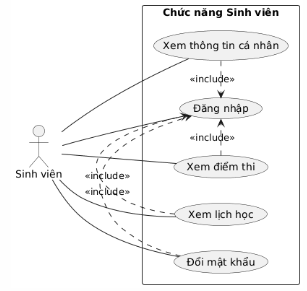 Chức năng Sinh viên
Xem thông tin cá nhân
«include»
Đăng nhập
«include»
Sinh viên
Xem điểm thi
«include»
«include»
Xem lịch học
Đổi mật khẩu